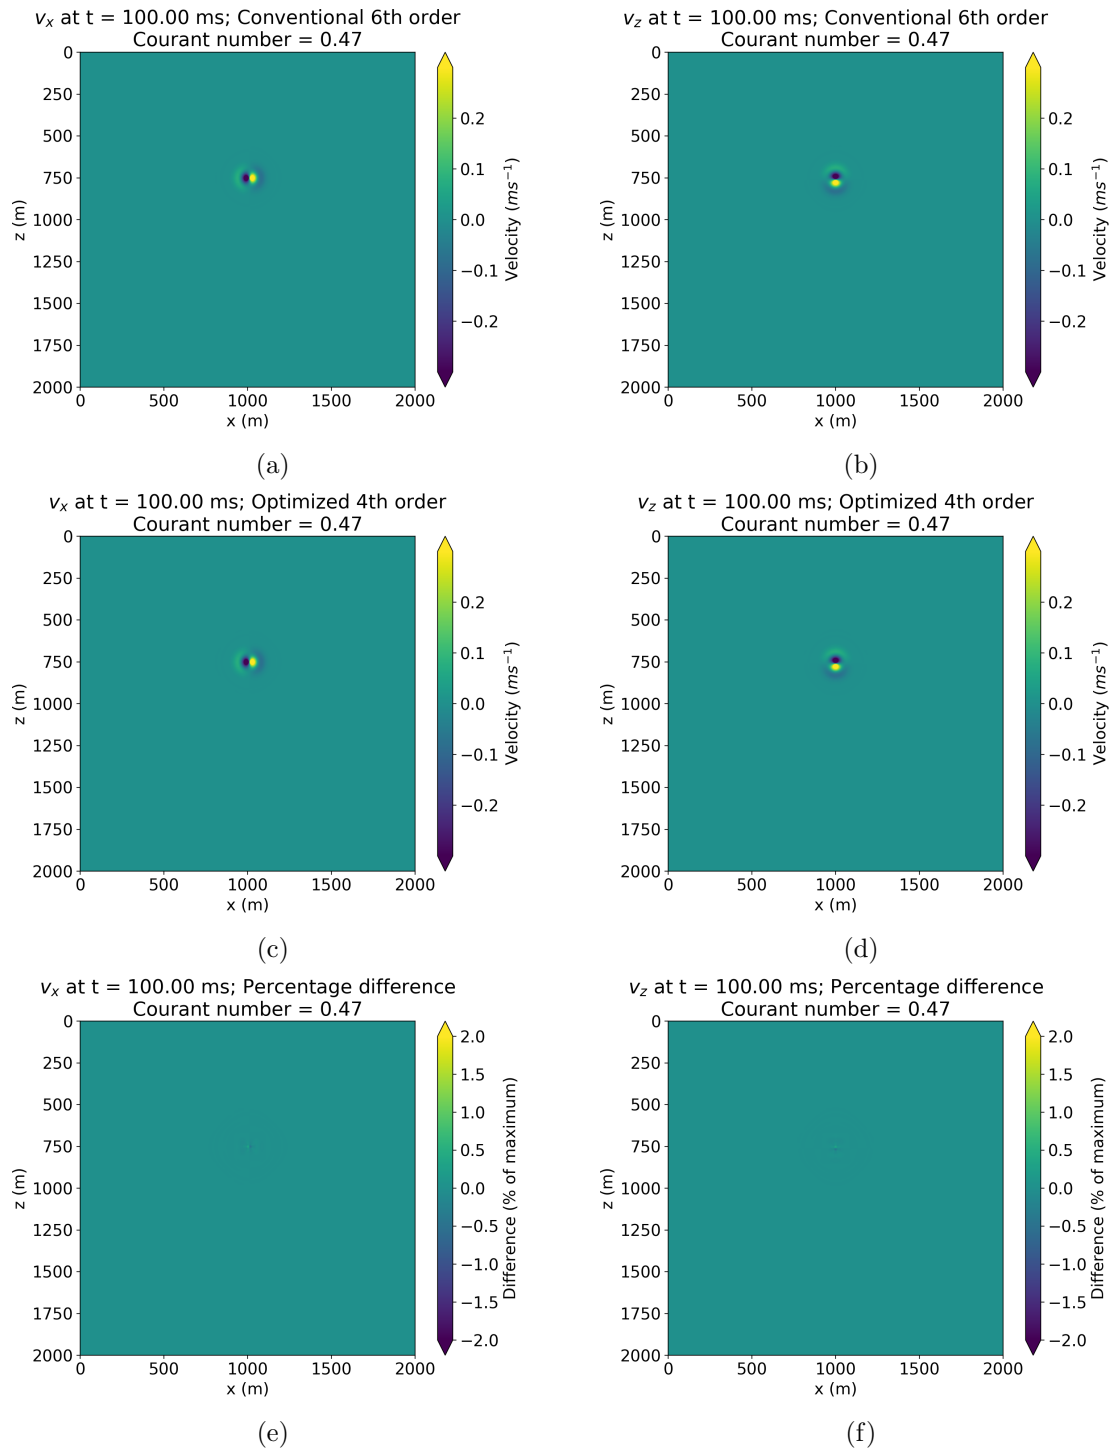 vx at t = 100.00 ms; Conventional 6th order
Courant number = 0.47
0
250
500
750
1000
1250
1500
1750
2000
z (m)
0 500 1000 1500 2000
x (m)
0.2
0.1
0.0
−0.1
−0.2
Velocity (ms−1)
(a)
vz at t = 100.00 ms; Conventional 6th order
Courant number = 0.47
0
250
500
750
1000
1250
1500
1750
2000
z (m)
0 500 1000 1500 2000
x (m)
0.2
0.1
0.0
−0.1
−0.2
Velocity (ms−1)
(b)
vx at t = 100.00 ms; Optimized 4th order
Courant number = 0.47
0
250
500
750
1000
1250
1500
1750
2000
z (m)
0 500 1000 1500 2000
x (m)
0.2
0.1
0.0
−0.1
−0.2
Velocity (ms−1)
(c)
vz at t = 100.00 ms; Optimized 4th order
Courant number = 0.47
0
250
500
750
1000
1250
1500
1750
2000
z (m)
0 500 1000 1500 2000
x (m)
0.2
0.1
0.0
−0.1
−0.2
Velocity (ms−1)
(d)
vx at t = 100.00 ms; Percentage difference
Courant number = 0.47
0
250
500
750
1000
1250
1500
1750
2000
z (m)
0 500 1000 1500 2000
x (m)
2.0
1.5
1.0
0.5
0.0
−0.5
−1.0
−1.5
−2.0
Difference (% of maximum)
(e)
vz at t = 100.00 ms; Percentage difference
Courant number = 0.47
0
250
500
750
1000
1250
1500
1750
2000
z (m)
0 500 1000 1500 2000
x (m)
2.0
1.5
1.0
0.5
0.0
−0.5
−1.0
−1.5
−2.0
Difference (% of maximum)
(f)